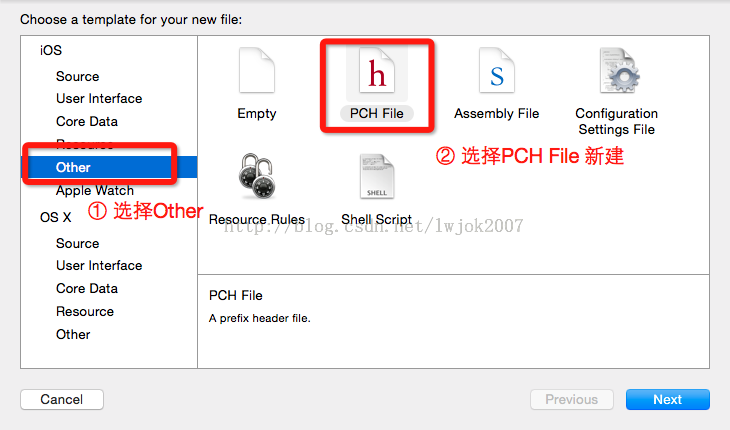 Choose a template for your new file:
iOS
Source
User Interface
Core Data
Resource
Other
Apple Watch
① 选择Other
OS X
Source
User Interface
Core Data
Resource
Other
h
S
SHELL
Empty
PCH File
Assembly File
Configuration
Settings File
② 选择PCH File 新建
Resource Rules
Shell Script
http://blog.csdn.net/lwjok2007
PCH File
A prefix header file.
Cancel
Previous
Next